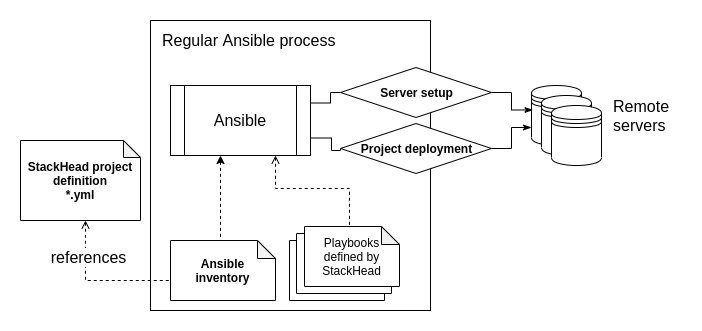 Regular Ansible process
Ansible
Server setup
Project deployment
Remote
servers
StackHead project
definition
*.yml
references
Ansible
inventory
Playbooks
defined by
StackHead